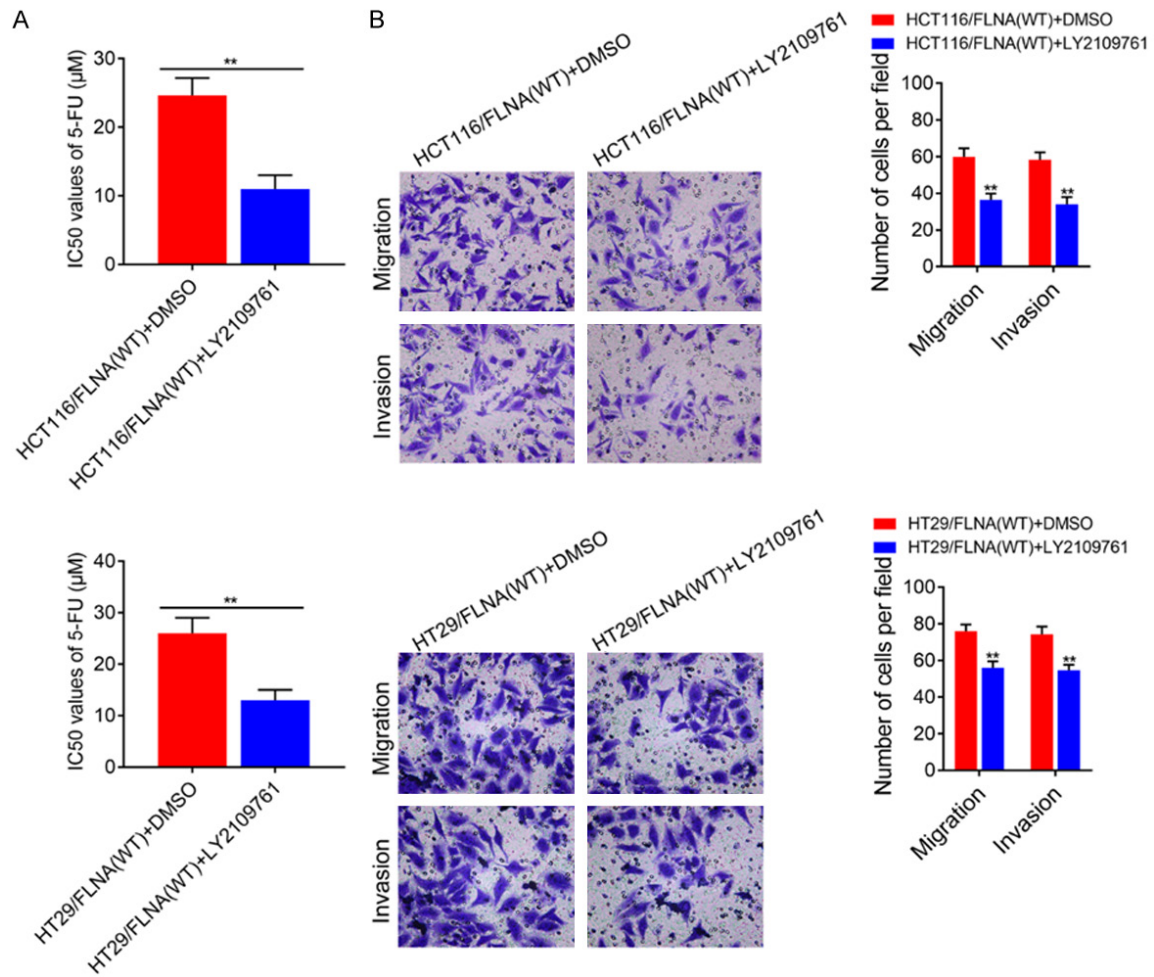 A
IC50 values of 5-FU (µM)
30
20
10
0
**
HCT116/FLNA(WT)+DMSO
HCT116/FLNA(WT)+LY2109761
B
HCT116/FLNA(WT)+DMSO
HCT116/FLNA(WT)+LY2109761
Migration
Invasion
HCT116/FLNA(WT)+DMSO
HCT116/FLNA(WT)+LY2109761
Number of cells per field
100
80
60
40
20
0
**
**
Migration
Invasion
IC50 values of 5-FU (µM)
40
30
20
10
0
**
HT29/FLNA(WT)+DMSO
HT29/FLNA(WT)+LY2109761
HT29/FLNA(WT)+DMSO
HT29/FLNA(WT)+LY2109761
Migration
Invasion
HT29/FLNA(WT)+DMSO
HT29/FLNA(WT)+LY2109761
Number of cells per field
100
80
60
40
20
0
**
**
Migration
Invasion